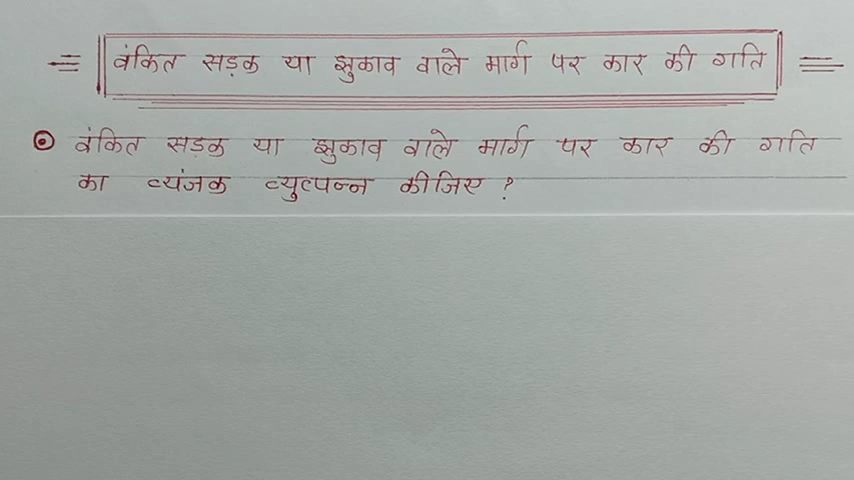 वंकित सड़क या झुकाव वाले मार्ग पर कार की गति
वंकित सड़क या झुकाव वाले मार्ग पर कार की गति
का व्यंजक व्युत्पन्न कीजिए ?